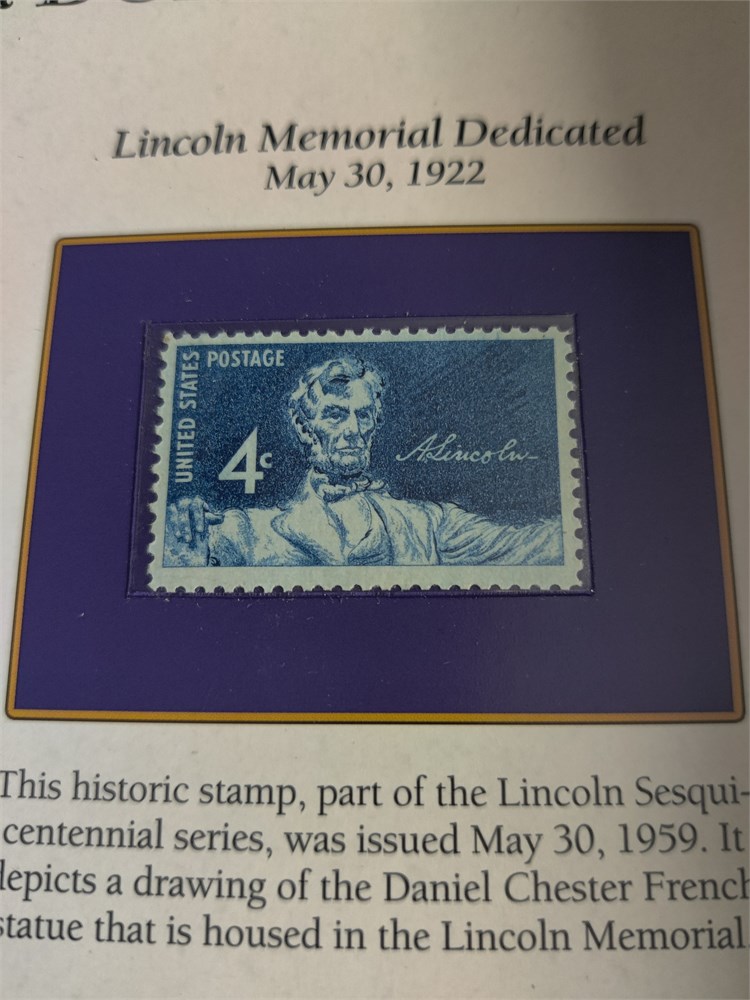 Lincoln Memorial Dedicated
May 30, 1922
UNITED STATES POSTAGE
4c
A.Lincoln
This historic stamp, part of the Lincoln Sesqui-
centennial series, was issued May 30, 1959. It
depicts a drawing of the Daniel Chester French
statue that is housed in the Lincoln Memorial.